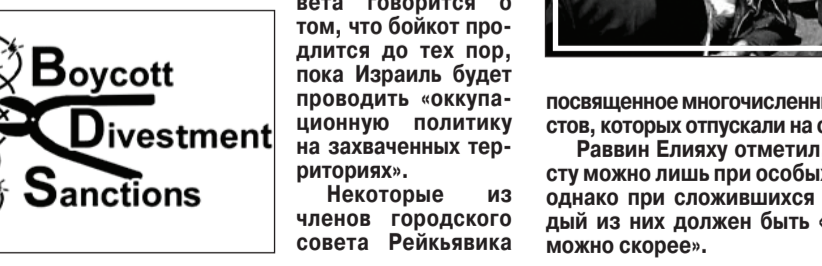 Boycott
Divestment
Sanctions
вета говорится о
том, что бойкот про-
длится до тех пор,
пока Израиль будет
проводить «оккупа-
ционную политику
на захваченных тер-
риториях».
Некоторые из
членов городского
совета Рейкьявика
посвященное многочисленн
стов, которых отпускали на с
Раввин Елияху отметил
сту можно лишь при особых
однако при сложившихся
дый из них должен быть «
можно скорее».